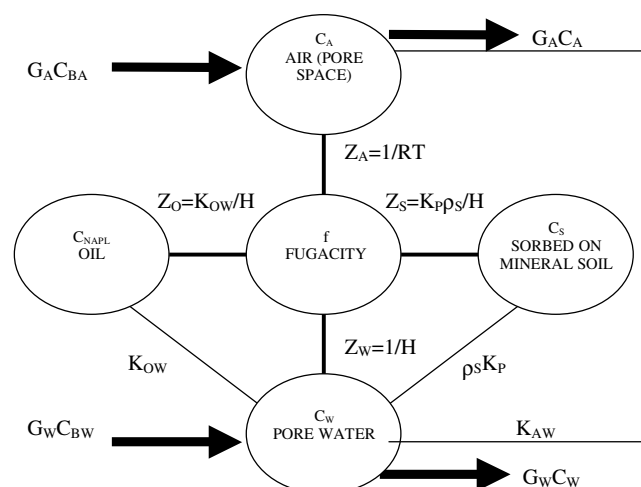 C_A
AIR (PORE
SPACE)
G_AC_A
G_AC_BA
Z_A=1/RT
Z_O=K_OW/H
Z_S=K_Pρ_S/H
C_NAPL
OIL
f
FUGACITY
C_S
SORBED ON
MINERAL SOIL
Z_W=1/H
K_OW
ρ_SK_P
G_WC_BW
C_W
PORE WATER
K_AW
G_WC_W